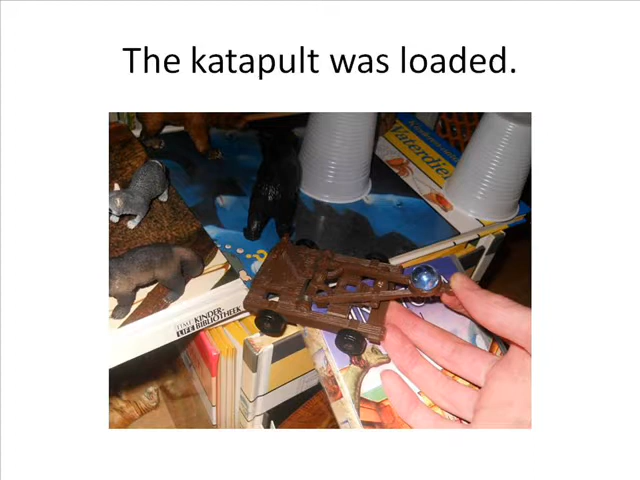 The katapult was loaded.
Vaterdie
TIME
LIFE
KINDER-
BIBLIOTHEEK